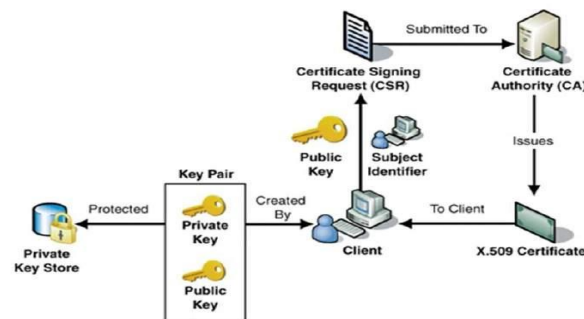 Submitted To
Certificate Signing
Request (CSR)
Certificate
Authority (CA)
Public
Key
Subject
Identifier
Issues
Key Pair
Protected
Created
By
To Client
Private
Key
Private
Key Store
Client
X.509 Certificate
Public
Key